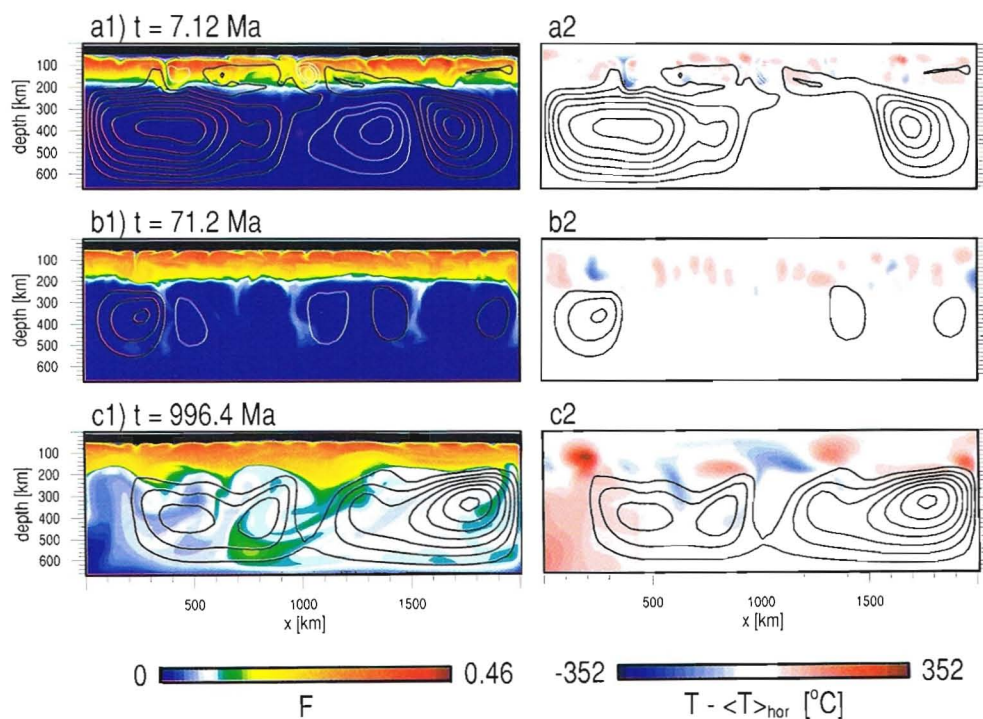 a1) t = 7.12 Ma
a2
depth [km]
100
200
300
400
500
600
b1) t = 71.2 Ma
b2
depth [km]
100
200
300
400
500
600
c1) t = 996.4 Ma
c2
depth [km]
100
200
300
400
500
600
500 1000 1500
x [km]
500 1000 1500
x [km]
0 0.46
F
-352 352
T - <T>hor [°C]